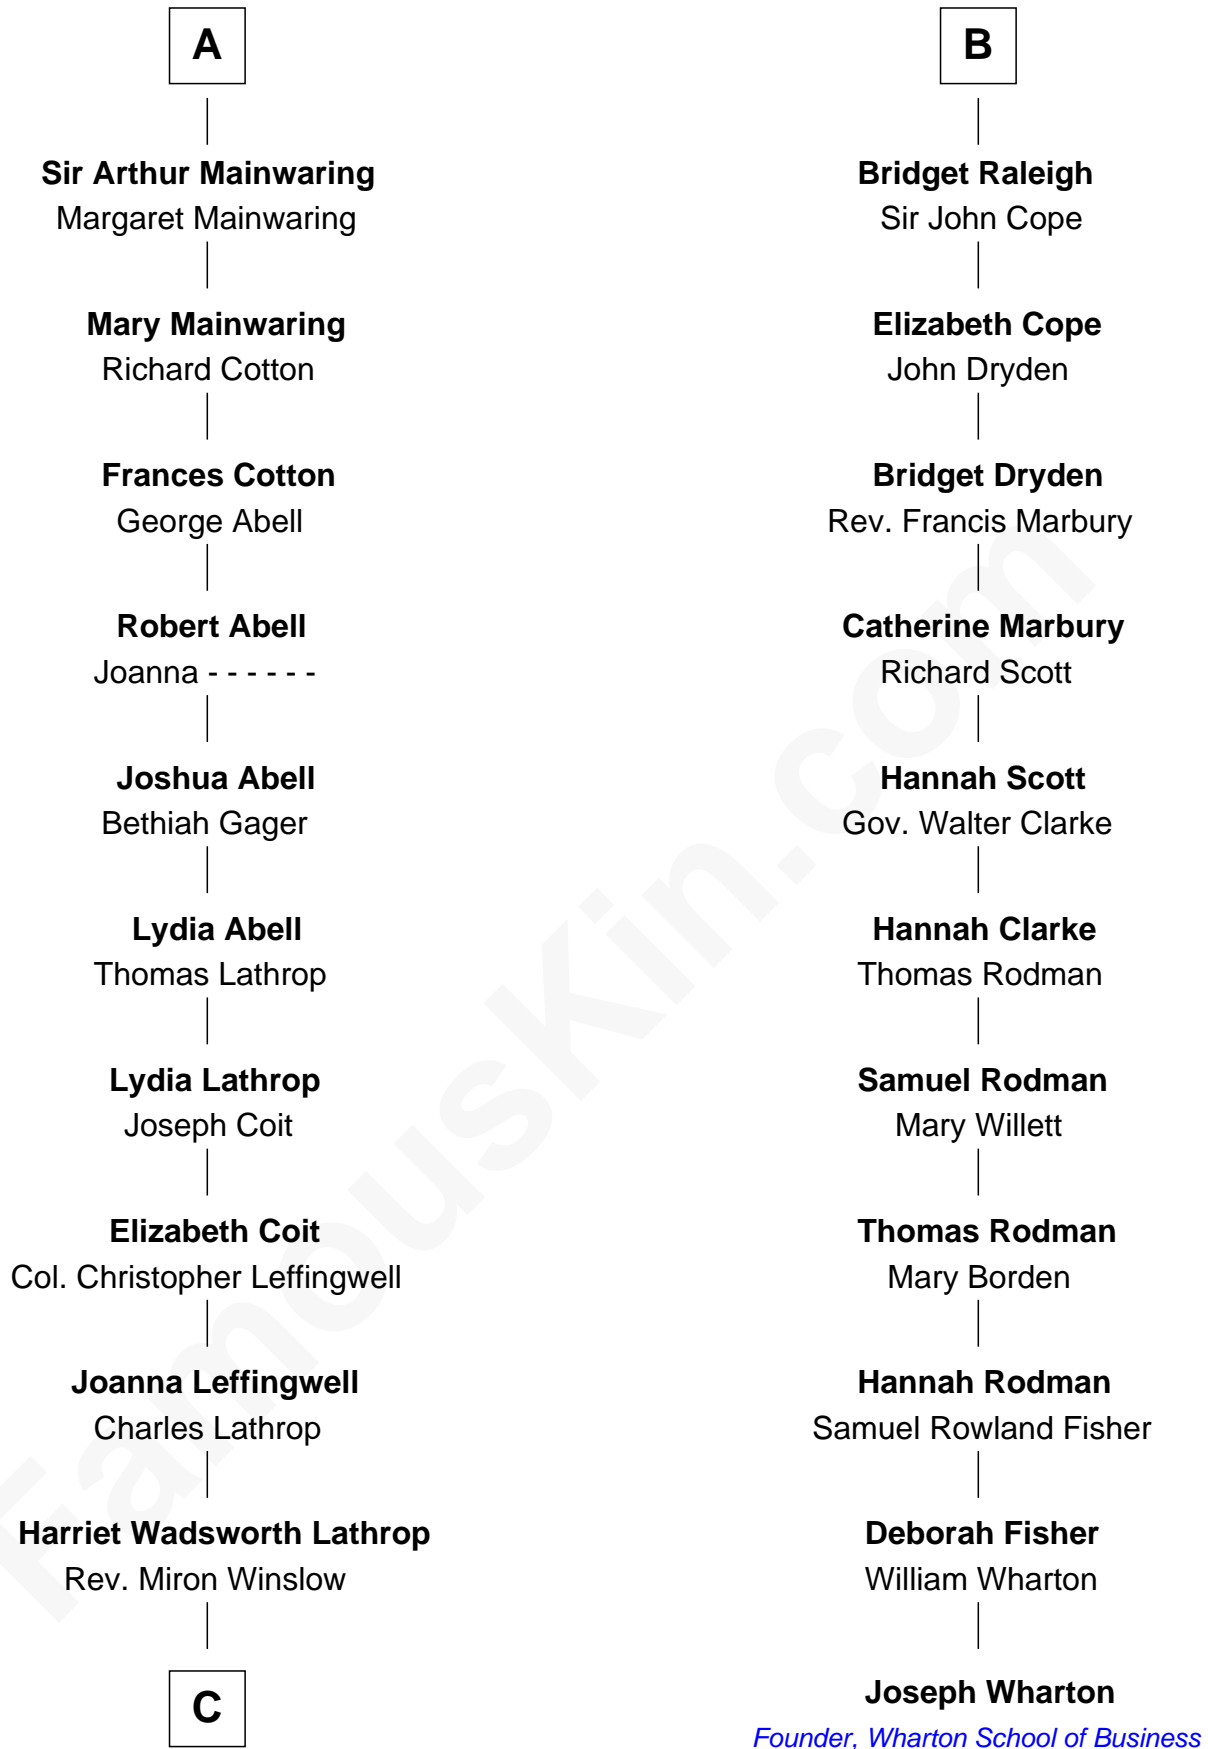 A
Sir Arthur Mainwaring
Margaret Mainwaring
Mary Mainwaring
Richard Cotton
Frances Cotton
George Abell
Robert Abell
Joanna - - - - - -
Joshua Abell
Bethiah Gager
Lydia Abell
Thomas Lathrop
Lydia Lathrop
Joseph Coit
Elizabeth Coit
Col. Christopher Leffingwell
Joanna Leffingwell
Charles Lathrop
Harriet Wadsworth Lathrop
Rev. Miron Winslow
C
B
Bridget Raleigh
Sir John Cope
Elizabeth Cope
John Dryden
Bridget Dryden
Rev. Francis Marbury
Catherine Marbury
Richard Scott
Hannah Scott
Gov. Walter Clarke
Hannah Clarke
Thomas Rodman
Samuel Rodman
Mary Willett
Thomas Rodman
Mary Borden
Hannah Rodman
Samuel Rowland Fisher
Deborah Fisher
William Wharton
Joseph Wharton
Founder, Wharton School of Business
FamousKin.com